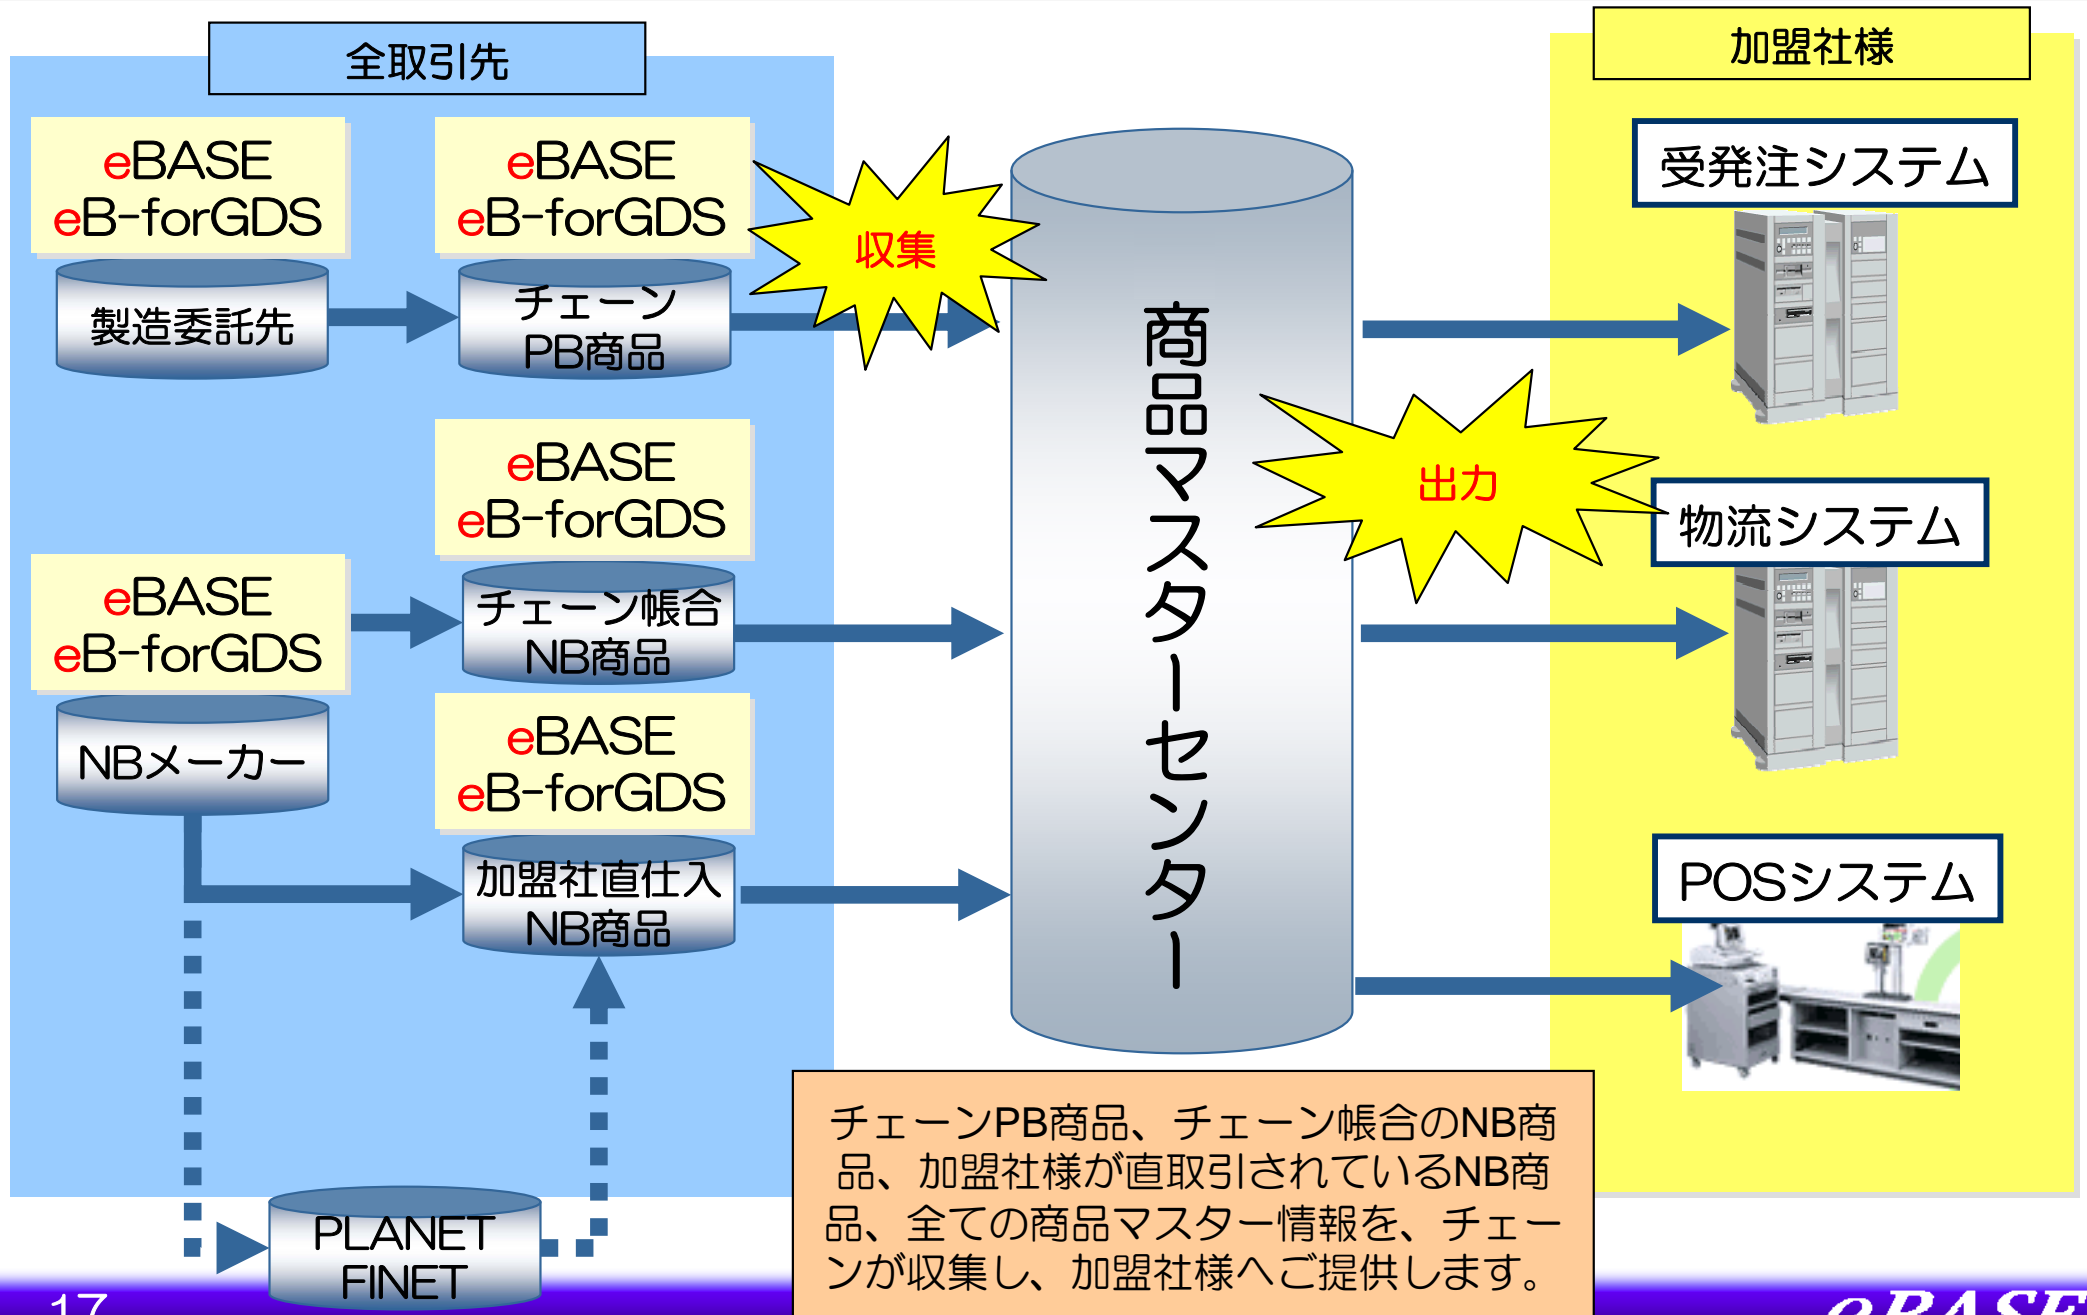 全取引先
加盟社様
eBASE
eB-forGDS
製造委託先
eBASE
eB-forGDS
チェーン
PB商品
収集
eBASE
eB-forGDS
NBメーカー
eBASE
eB-forGDS
チェーン帳合
NB商品
eBASE
eB-forGDS
加盟社直仕入
NB商品
PLANET
FINET
商品マスターセンター
出力
受発注システム
物流システム
POSシステム
チェーンPB商品、チェーン帳合のNB商
品、加盟社様が直取引されているNB商
品、全ての商品マスター情報を、チェー
ンが収集し、加盟社様へご提供します。
17
eBASE